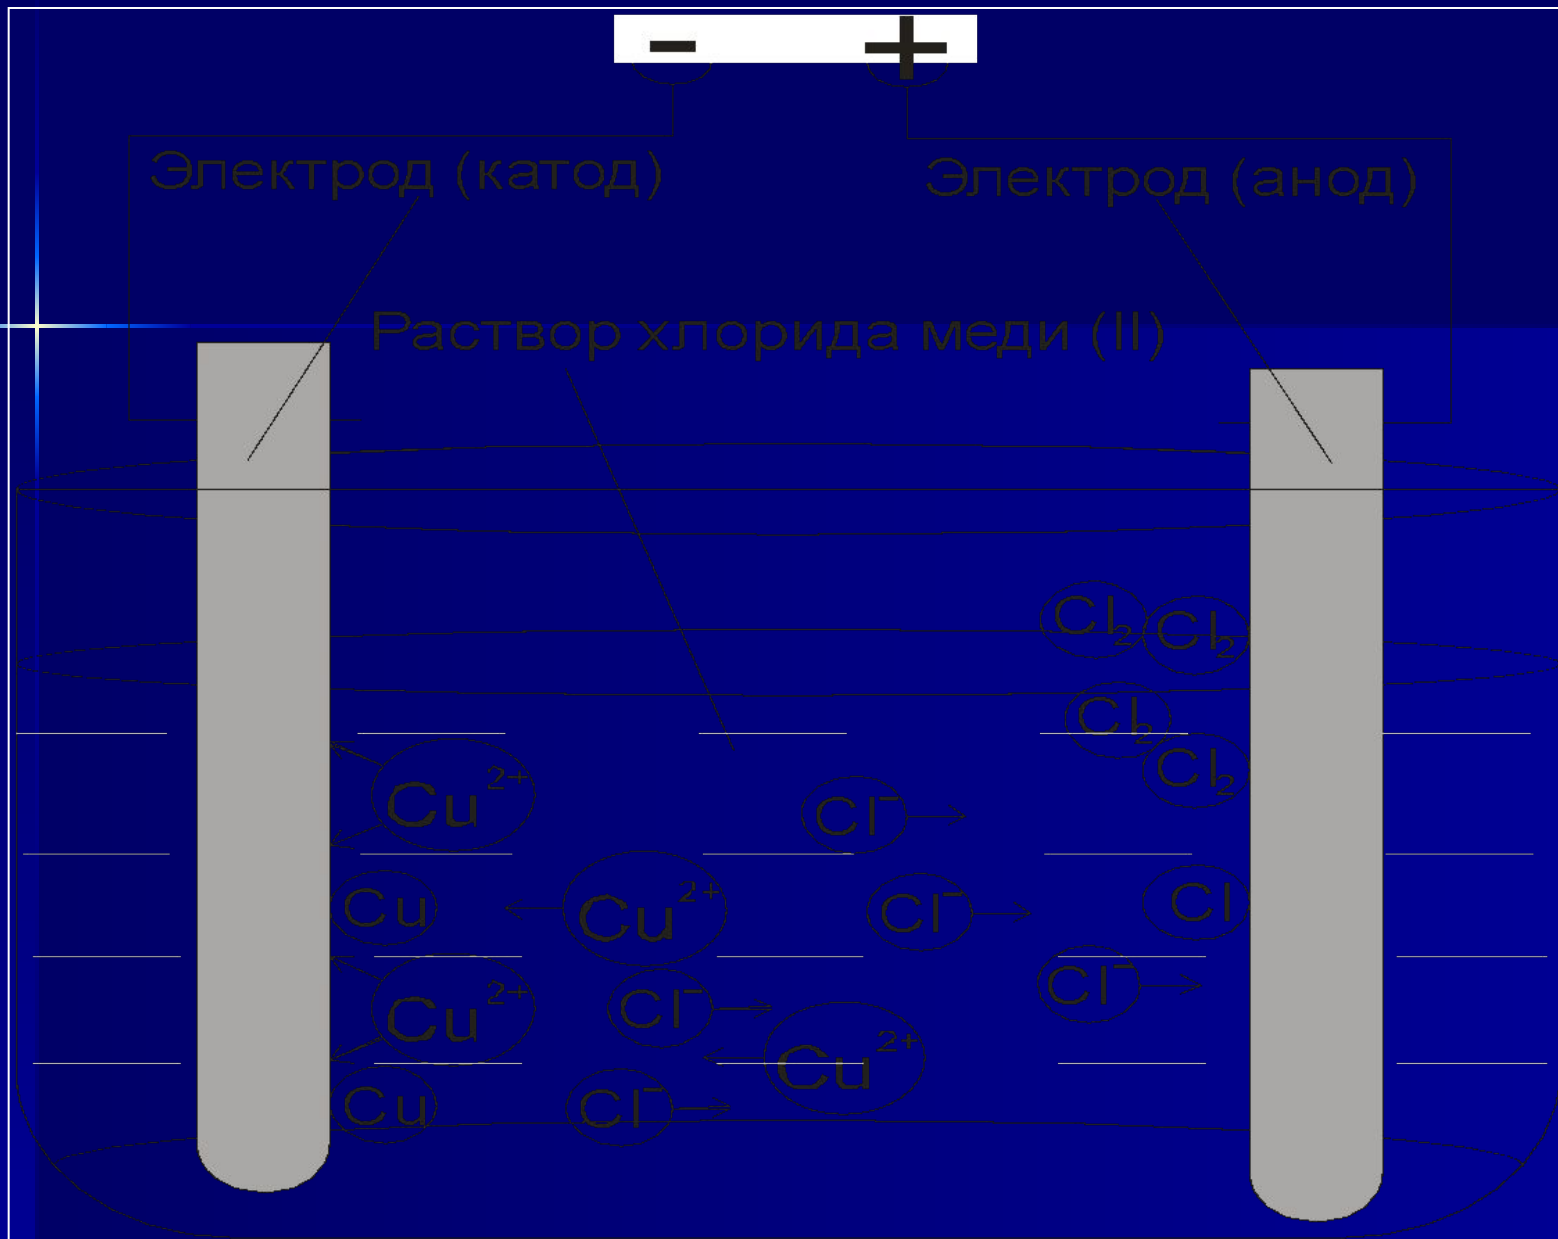 - +
Электрод (катод)
Электрод (анод)
Раствор хлорида меди (II)
Cl₂
Cl₂
Cl₂
Cl₂
Cu²⁺
Cl⁻
Cu
Cu²⁺
Cl⁻
Cl
Cu²⁺
Cl⁻
Cl⁻
Cu²⁺
Cu
Cl⁻